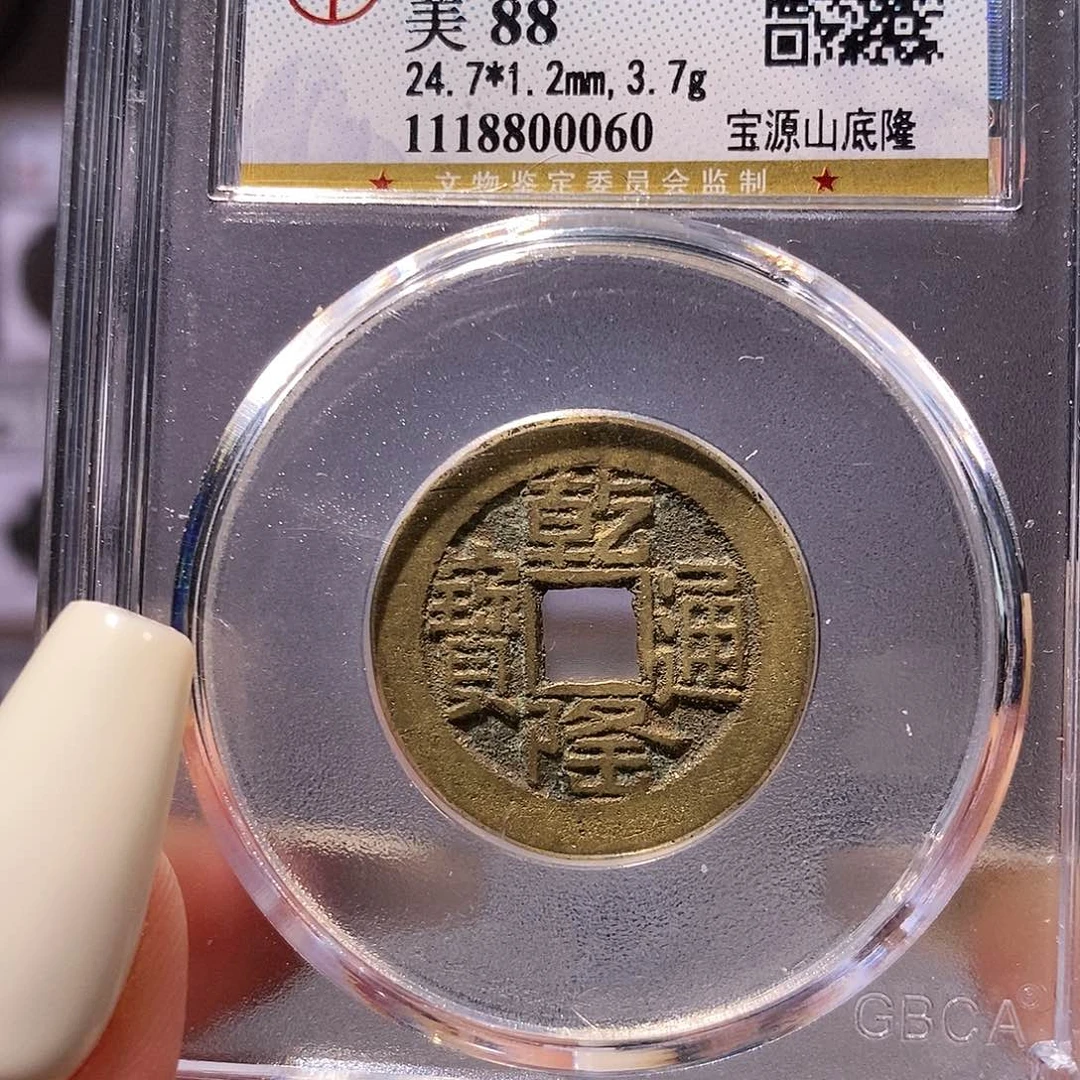 美 88
24.7*1.2mm, 3.7g
1118800060 宝源山底隆
文物鉴定委员会监制
乾隆通寶
GBCA